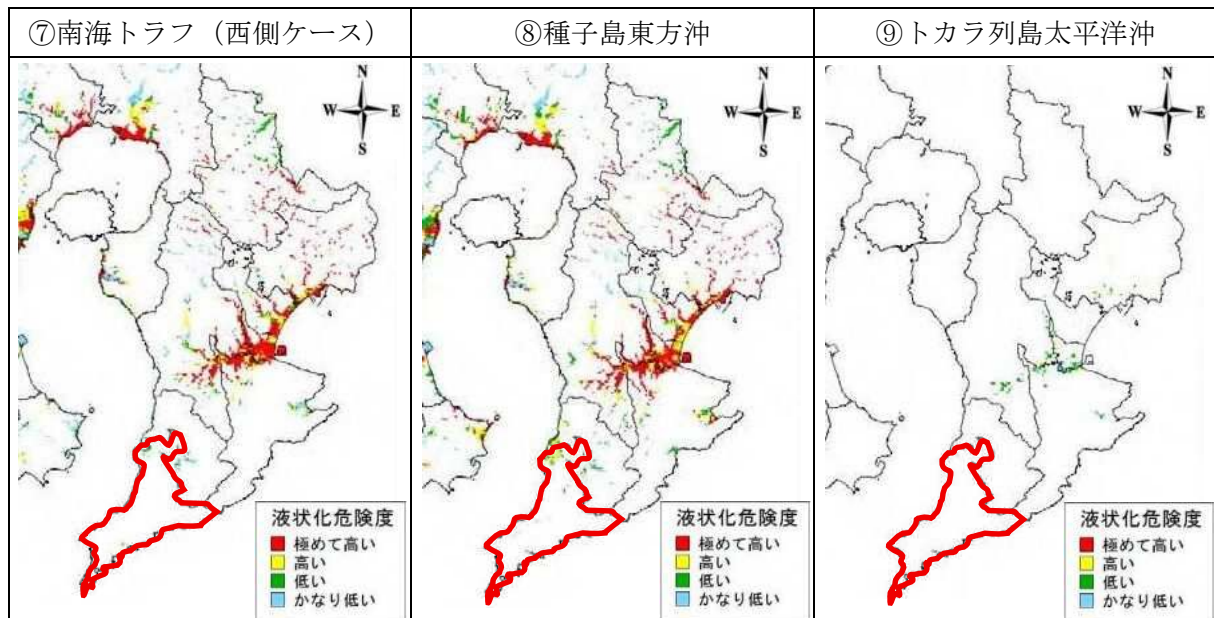 ⑦南海トラフ（西側ケース）
⑧種子島東方沖
⑨トカラ列島太平洋沖
N
W E
S
液状化危険度
極めて高い
高い
低い
かなり低い
N
W E
S
液状化危険度
極めて高い
高い
低い
かなり低い
N
W E
S
液状化危険度
極めて高い
高い
低い
かなり低い